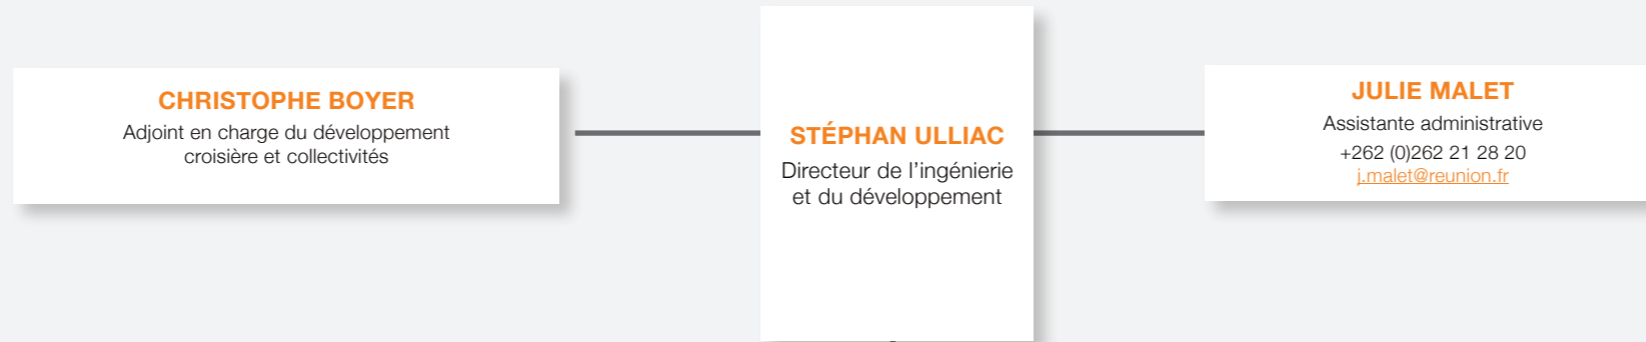 CHRISTOPHE BOYER
Adjoint en charge du développement
croisière et collectivités
STÉPHAN ULLIAC
Directeur de l’ingénierie
et du développement
JULIE MALET
Assistante administrative
+262 (0)262 21 28 20
j.malet@reunion.fr